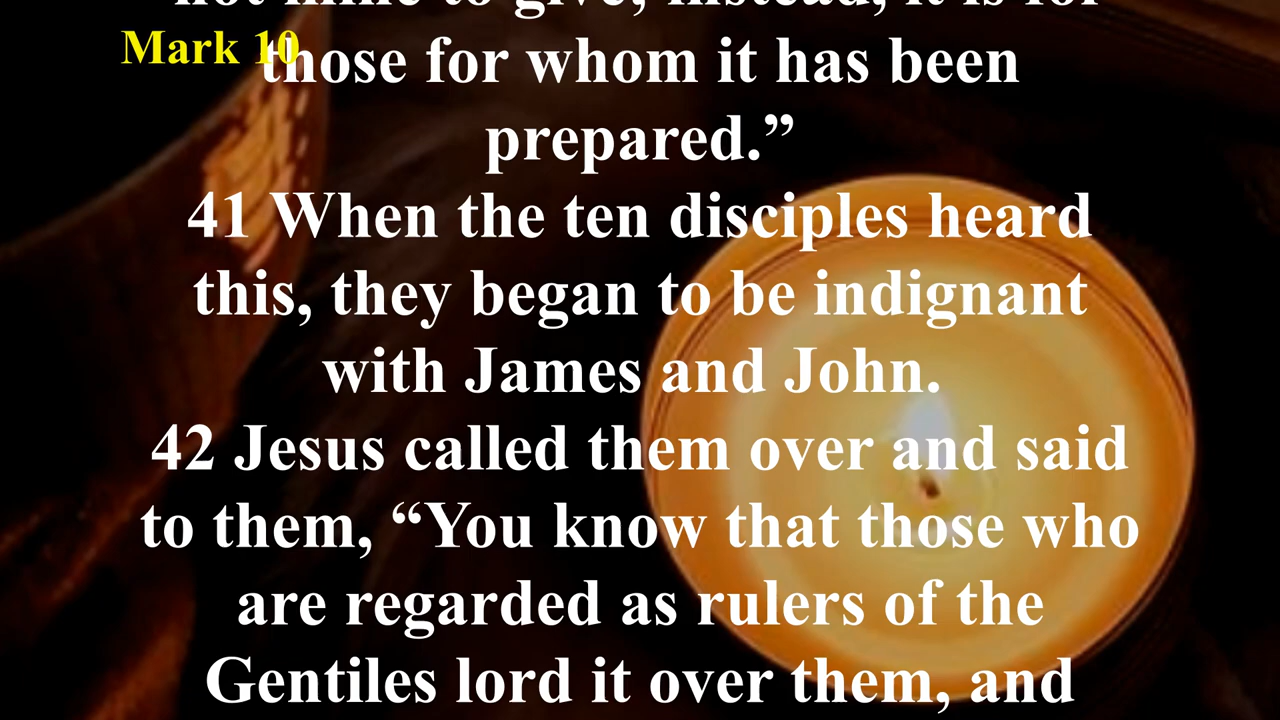 not mine to give; instead, it is for
Mark 10
those for whom it has been
prepared.”
41 When the ten disciples heard
this, they began to be indignant
with James and John.
42 Jesus called them over and said
to them, “You know that those who
are regarded as rulers of the
Gentiles lord it over them, and